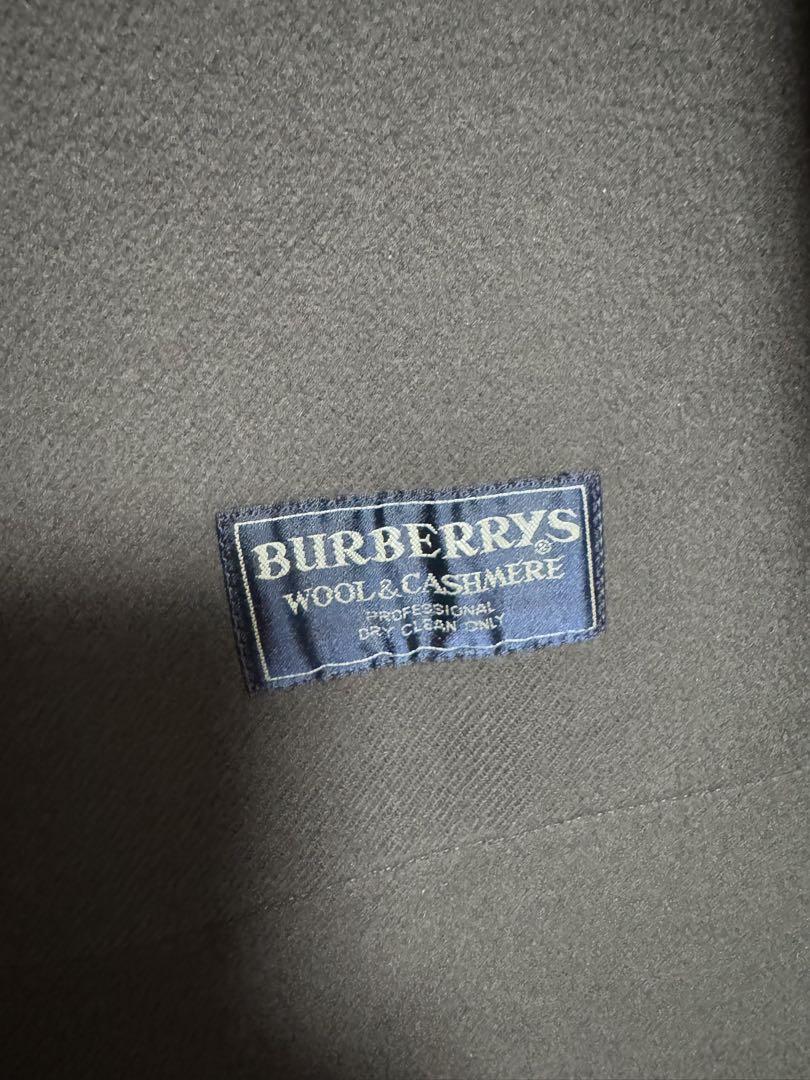 BURBERRYS®
WOOL & CASHMERE
PROFESSIONAL
DRY CLEAN ONLY